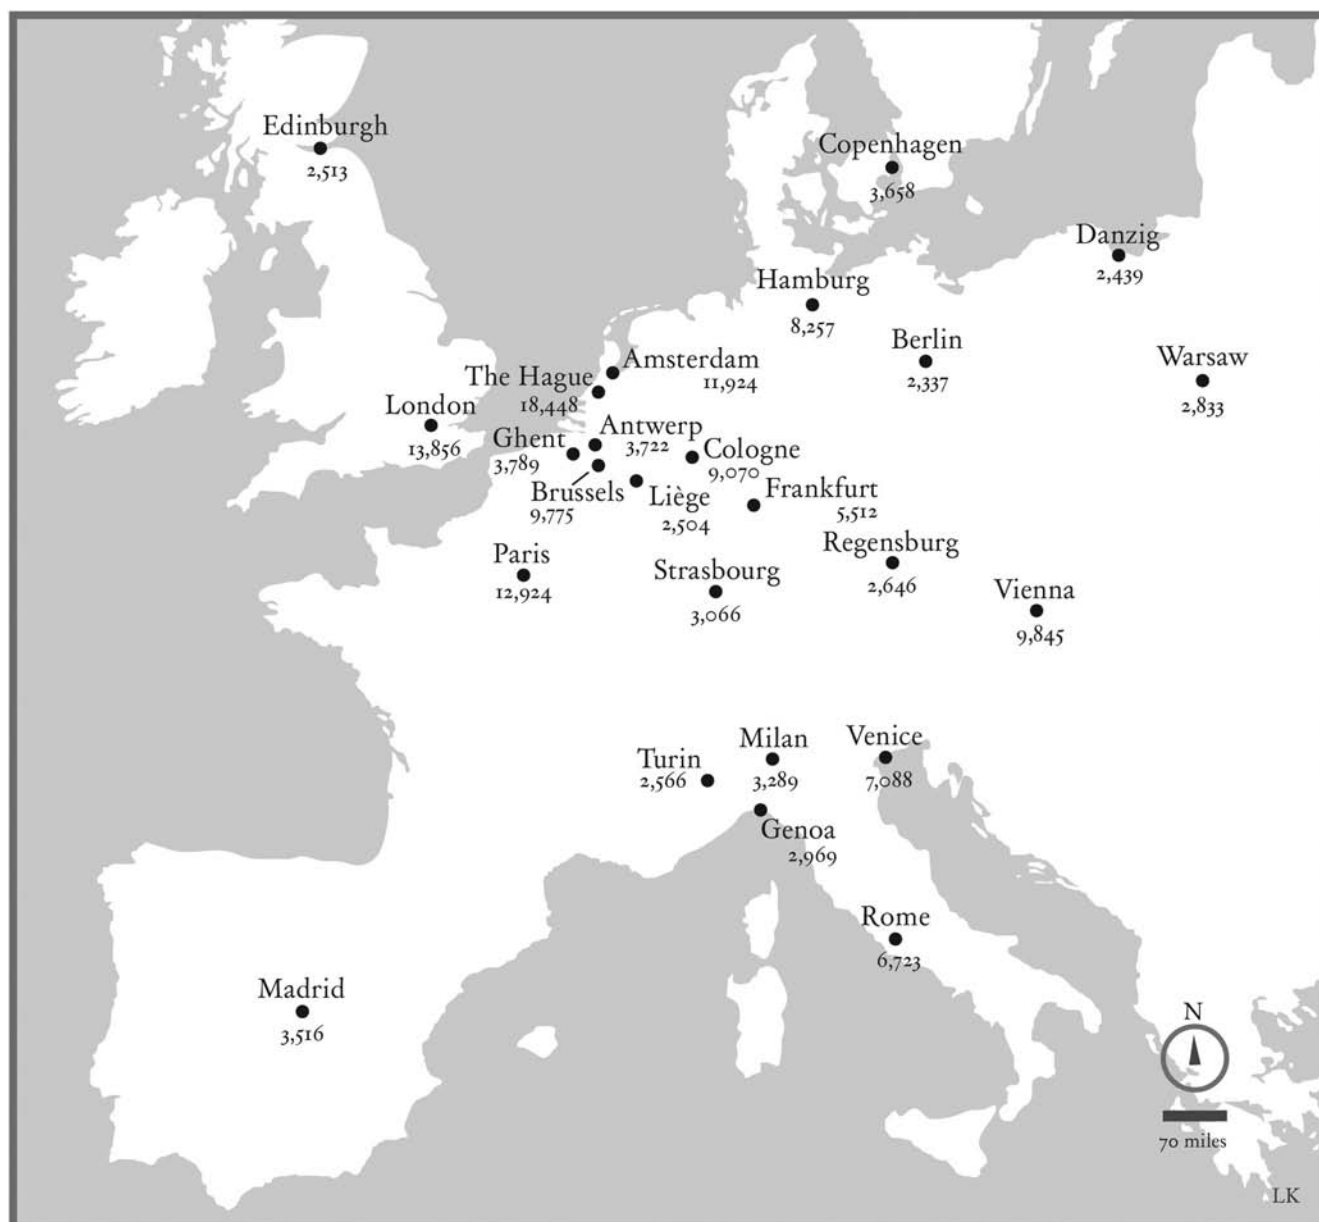 Edinburgh
2,513
Copenhagen
3,658
Danzig
2,439
Hamburg
8,257
Berlin
2,337
Warsaw
2,833
Amsterdam
11,924
The Hague
18,448
London
13,856
Antwerp
3,722
Ghent
3,789
Cologne
9,070
Brussels
9,775
Liège
2,504
Frankfurt
5,512
Regensburg
2,646
Paris
12,924
Strasbourg
3,066
Vienna
9,845
Turin
2,566
Milan
3,289
Venice
7,088
Genoa
2,969
Rome
6,723
Madrid
3,516
N
70 miles
LK